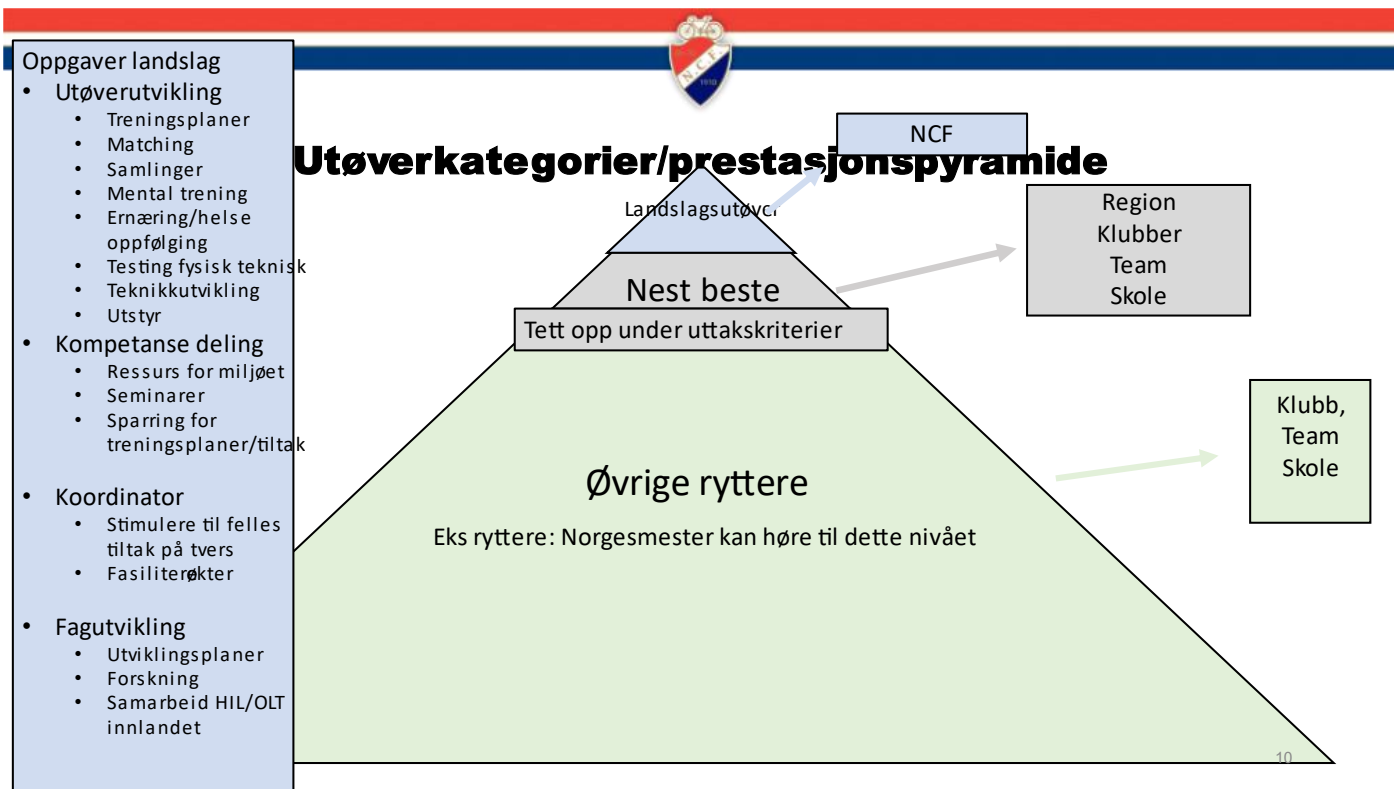 N.C.F.
1910
Oppgaver landslag
• Utøverutvikling
• Treningsplaner
• Matching
• Samlinger
• Mental trening
• Ernæring/helse
oppfølging
• Testing fysisk teknisk
• Teknikkutvikling
• Utstyr
• Kompetanse deling
• Ressurs for miljøet
• Seminarer
• Sparring for
treningsplaner/tiltak
• Koordinator
• Stimulere til felles
tiltak på tvers
• Fasiliterøkter
• Fagutvikling
• Utviklingsplaner
• Forskning
• Samarbeid HIL/OLT
innlandet
Utøverkategorier/prestasjonspyramide
NCF
Landslagsutøver
Region
Klubber
Team
Skole
Nest beste
Tett opp under uttakskriterier
Klubb,
Team
Skole
Øvrige ryttere
Eks ryttere: Norgesmester kan høre til dette nivået
10